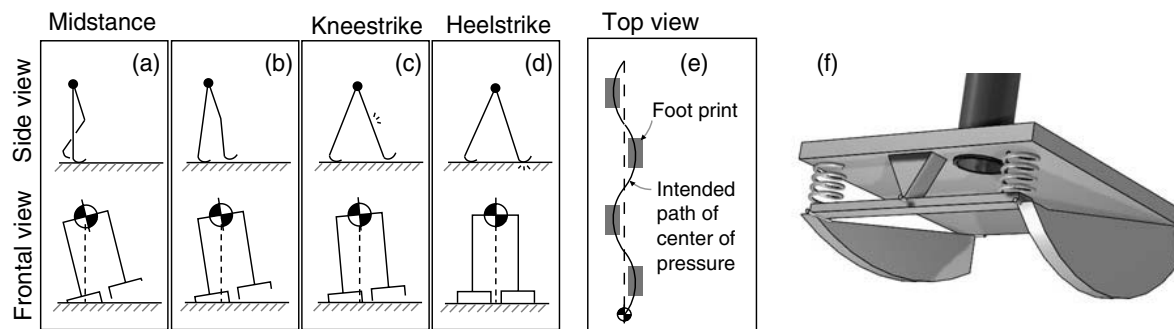 Midstance
Kneestrike
Heelstrike
Top view
Side view
(a)
(b)
(c)
(d)
(e)
(f)
Foot print
Intended
path of
center of
pressure
Frontal view